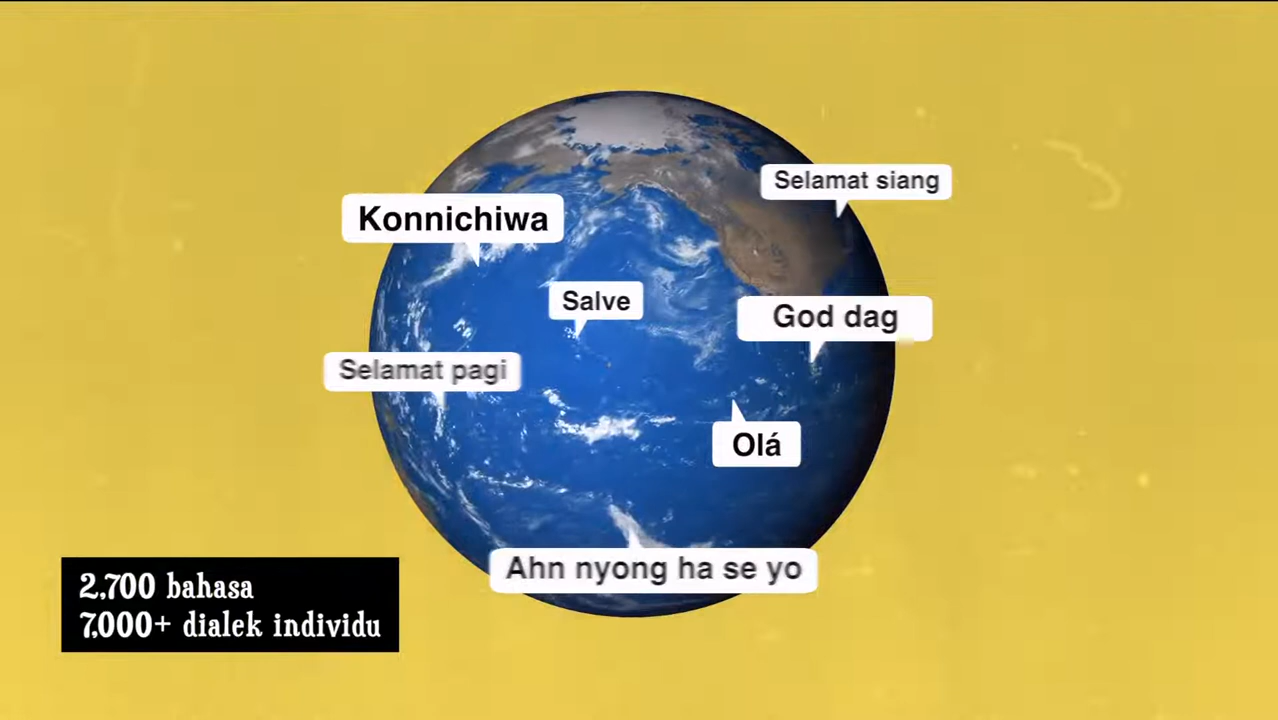 Selamat siang
Konnichiwa
Salve
God dag
Selamat pagi
Olá
Ahn nyong ha se yo
2,700 bahasa
7,000+ dialek individu